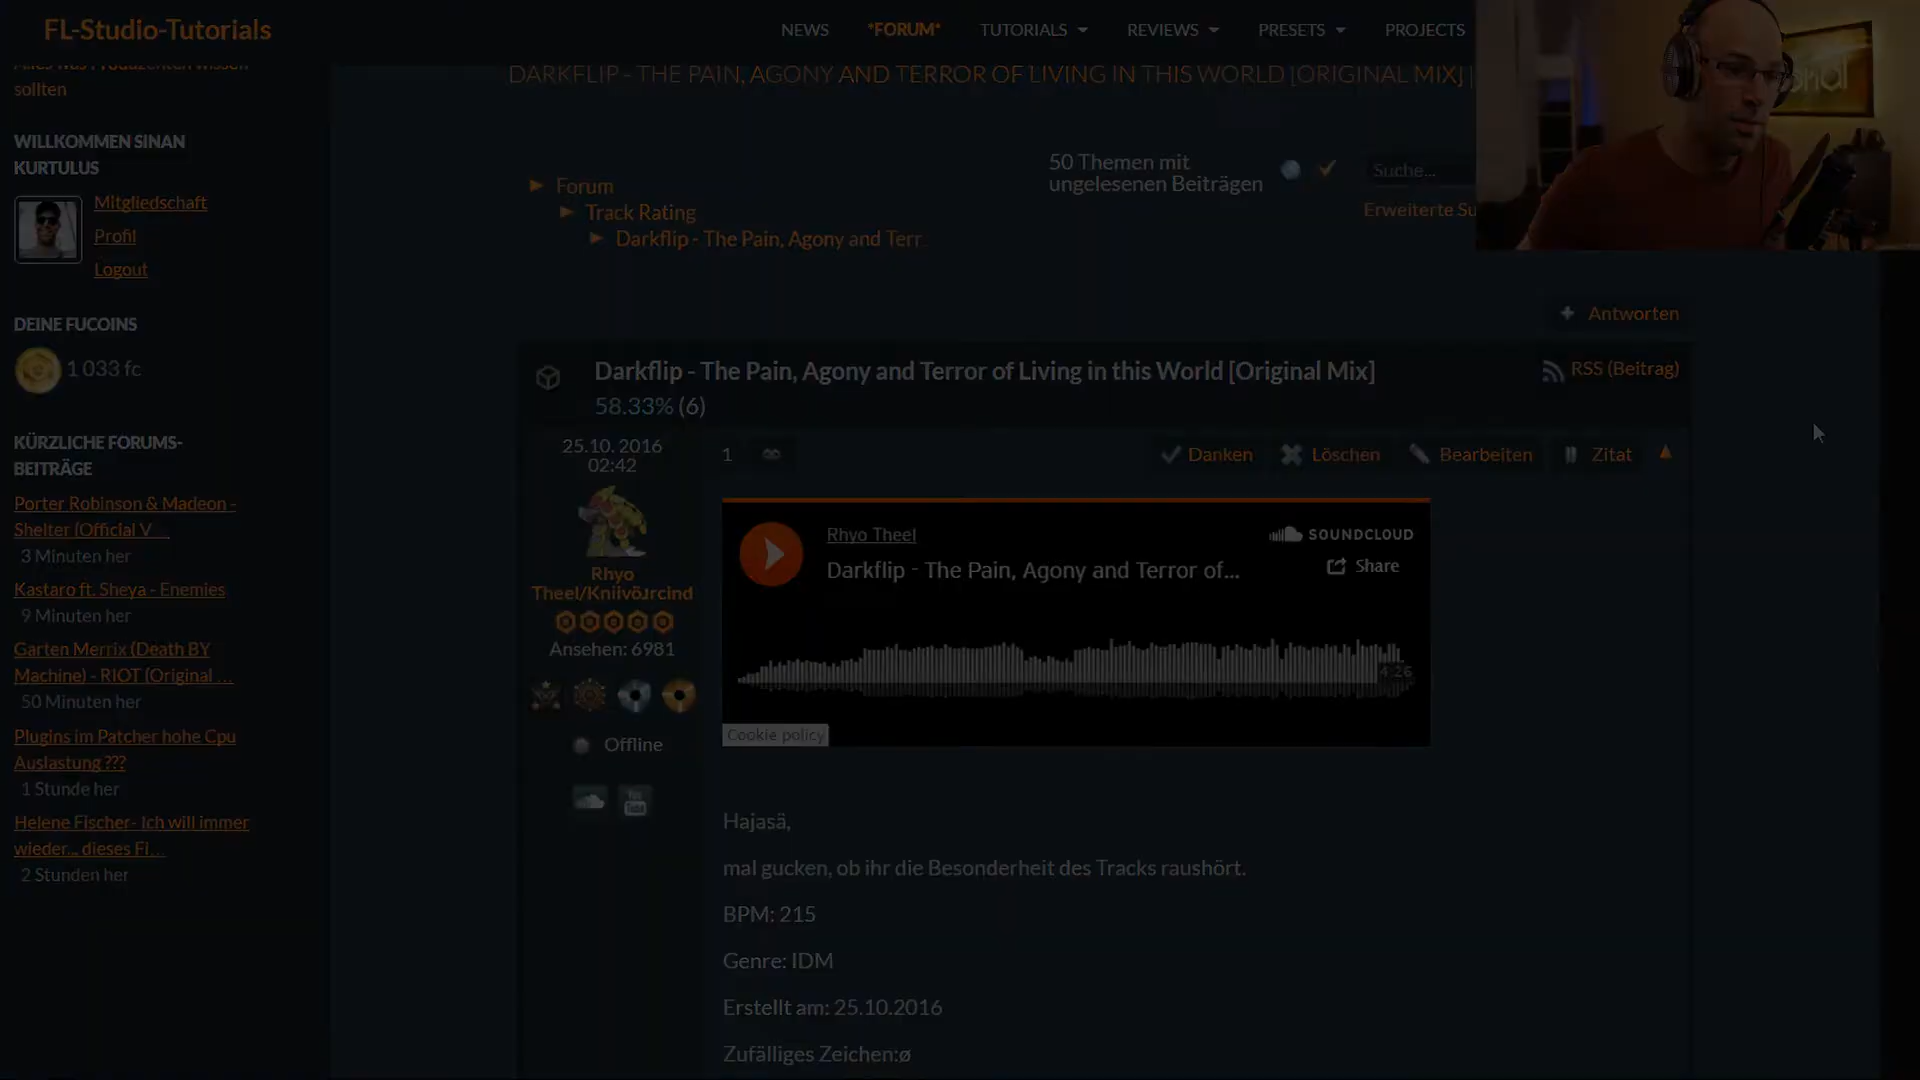 FL-Studio-Tutorials
NEWS
*FORUM*
TUTORIALS
REVIEWS
PRESETS
PROJECTS
sollten
DARKFLIP - THE PAIN, AGONY AND TERROR OF LIVING IN THIS WORLD [ORIGINAL MIX] |
WILLKOMMEN SINAN
KURTULUS
Mitgliedschaft
Profil
Logout
DEINE FUCOINS
1 033 fc
KÜRZLICHE FORUMS-
BEITRÄGE
Porter Robinson & Madeon -
Shelter (Official V ...
3 Minuten her
Kastaro ft. Sheya - Enemies
9 Minuten her
Garten Merrix (Death BY
Machine) - RIOT (Original ...
50 Minuten her
Plugins im Patcher hohe Cpu
Auslastung ???
1 Stunde her
Helene Fischer- Ich will immer
wieder... dieses Fi...
2 Stunden her
Forum
Track Rating
Darkflip - The Pain, Agony and Terr
50 Themen mit
ungelesenen Beiträgen
Suche...
Erweiterte Su
Antworten
Darkflip - The Pain, Agony and Terror of Living in this World [Original Mix]
58.33% (6)
RSS (Beitrag)
25.10. 2016
02:42
1
Danken
Löschen
Bearbeiten
Zitat
Rhyo
Ansehen: 6981
Offline
You
Tube
Rhyo Theel
SOUNDCLOUD
Darkflip - The Pain, Agony and Terror of...
Share
4:26
Cookie policy
Hajasä,
mal gucken, ob ihr die Besonderheit des Tracks raushört.
BPM: 215
Genre: IDM
Erstellt am: 25.10.2016
Zufälliges Zeichen:ø